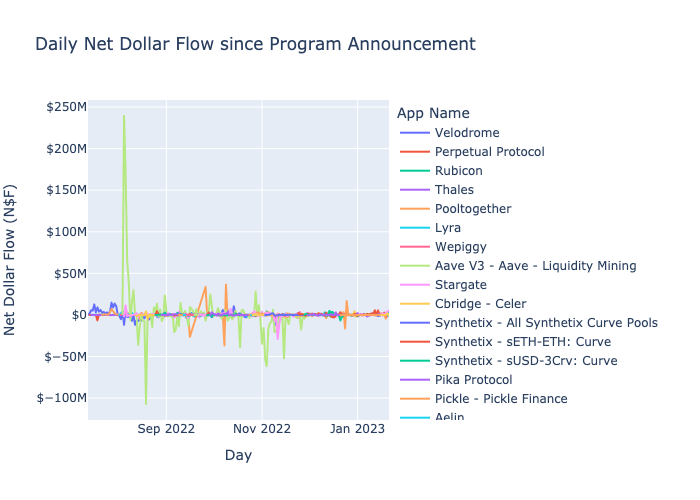 Daily Net Dollar Flow since Program Announcement
Net Dollar Flow (N$F)
$250M
$200M
$150M
$100M
$50M
$0
$−50M
$−100M
Sep 2022
Nov 2022
Jan 2023
Day
App Name
Velodrome
Perpetual Protocol
Rubicon
Thales
Pooltogether
Lyra
Wepiggy
Aave V3 - Aave - Liquidity Mining
Stargate
Cbridge - Celer
Synthetix - All Synthetix Curve Pools
Synthetix - sETH-ETH: Curve
Synthetix - sUSD-3Crv: Curve
Pika Protocol
Pickle - Pickle Finance
Aelin